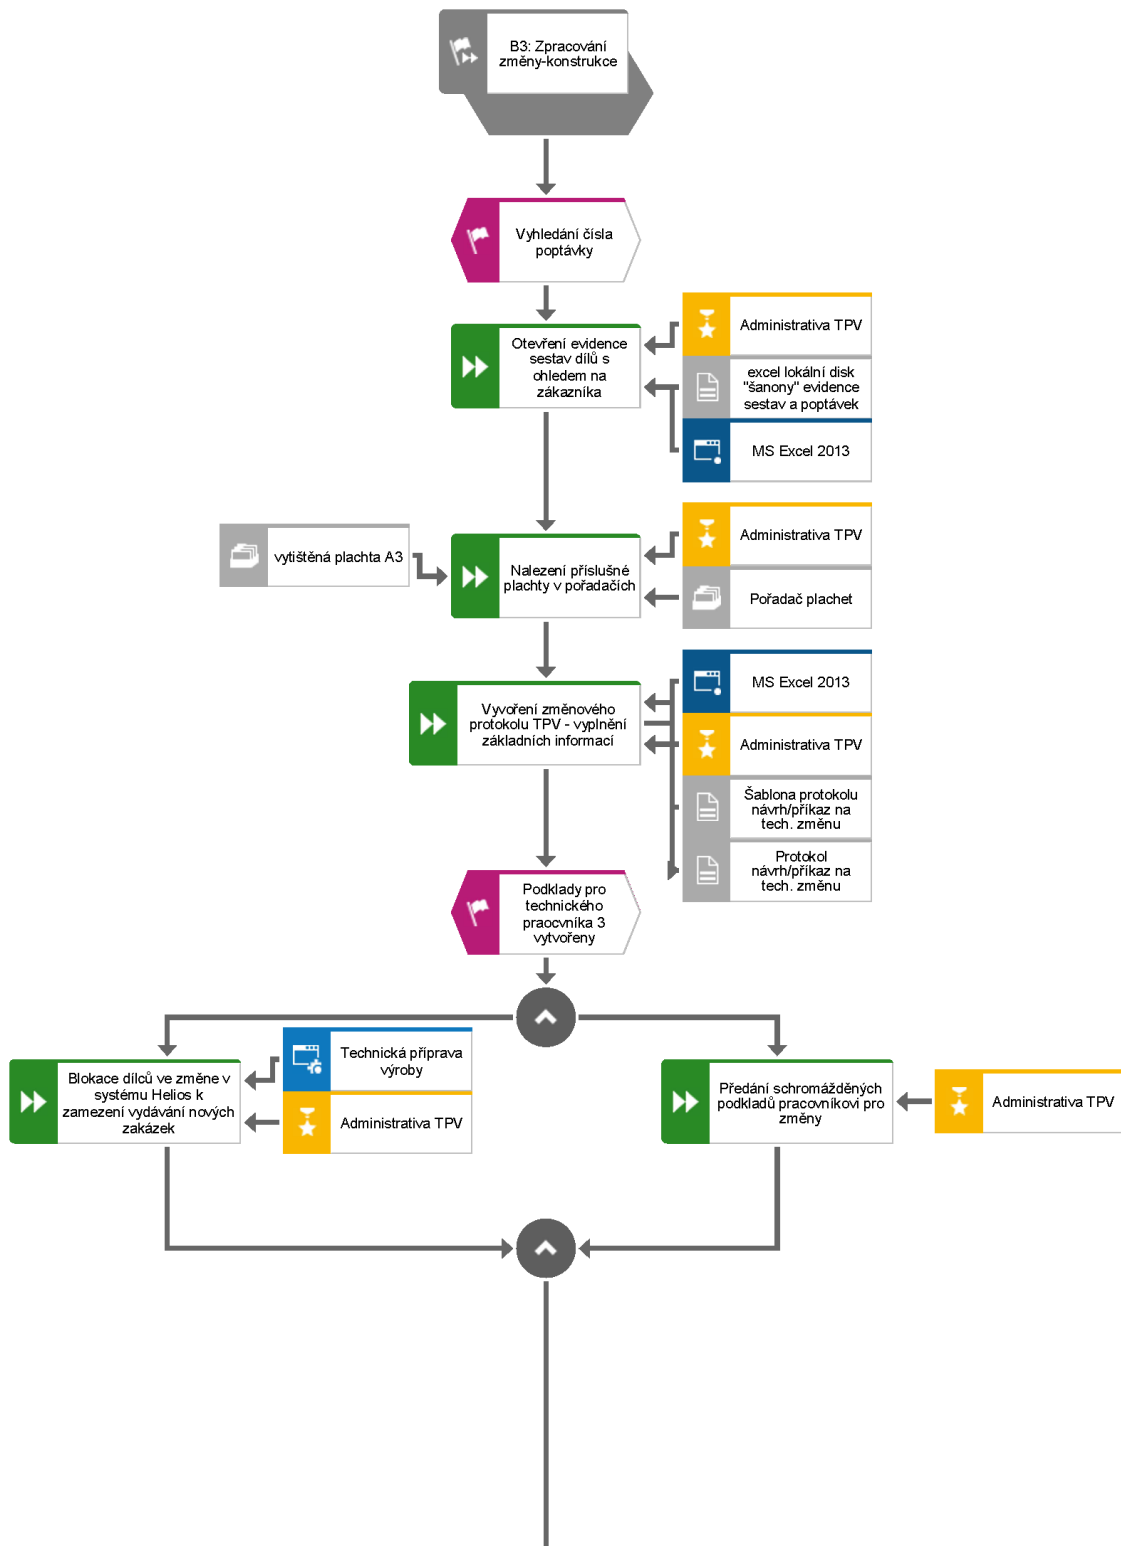 B3: Zpracování
změny-konstrukce
Vyhledání čísla
poptávky
Otevření evidence
sestav dílů s
ohledem na
zákazníka
Administrativa TPV
excel lokální disk
"šanony" evidence
sestav a poptávek
MS Excel 2013
vytištěná plachta A3
Nalezení příslušné
plachty v pořadačích
Administrativa TPV
Pořadač plachet
Vyvoření změnového
protokolu TPV - vyplnění
základních informací
MS Excel 2013
Administrativa TPV
Šablona protokolu
návrh/příkaz na
tech. změnu
Protokol
návrh/příkaz na
tech. změnu
Podklady pro
technického
praocvníka 3
vytvořeny
Blokace dílců ve změne v
systému Helios k
zamezení vydávání nových
zakázek
Technická příprava
výroby
Administrativa TPV
Předání schromážděných
podkladů pracovníkovi pro
změny
Administrativa TPV